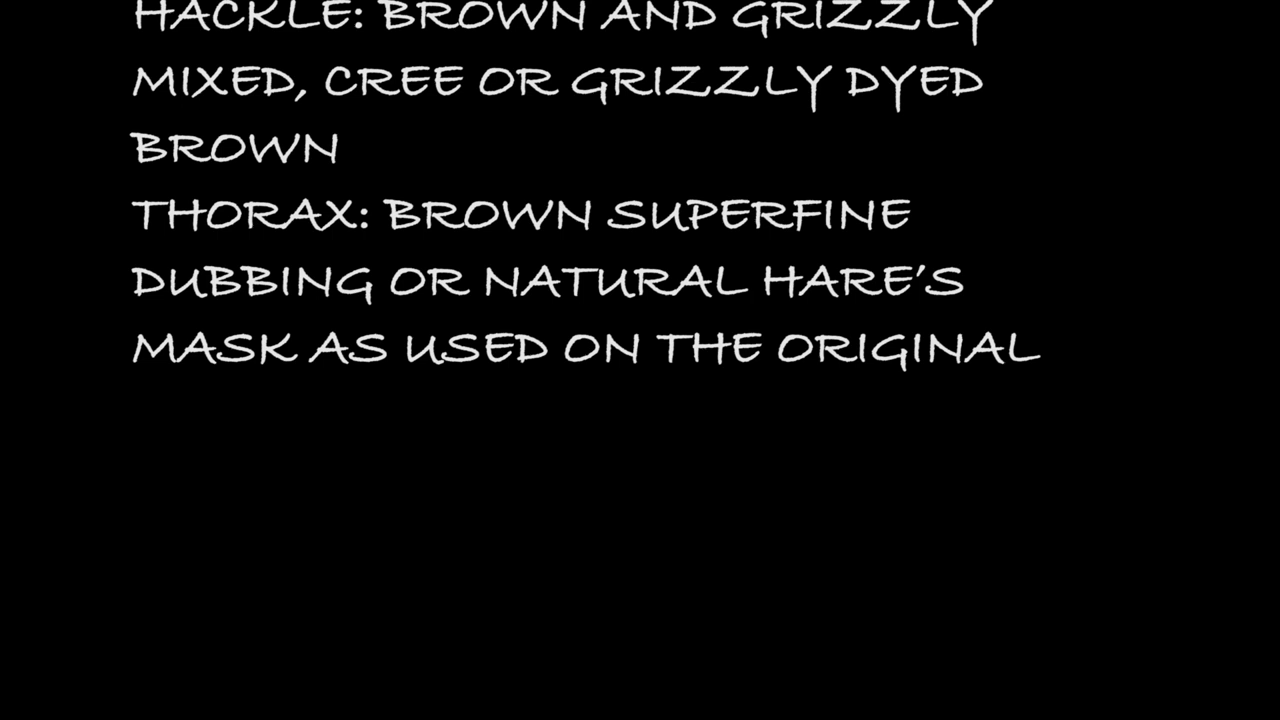 HACKLE: BROWN AND GRIZZLY
MIXED, CREE OR GRIZZLY DYED
BROWN
THORAX: BROWN SUPERFINE
DUBBING OR NATURAL HARE'S
MASK AS USED ON THE ORIGINAL